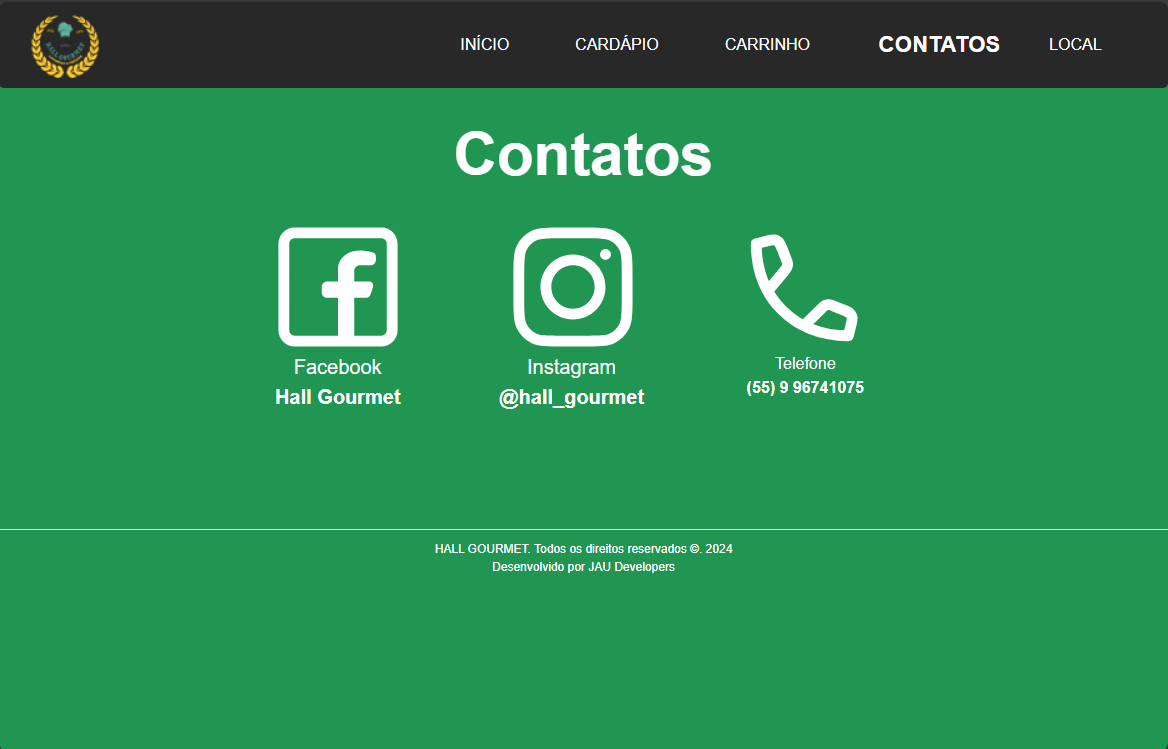 HALL GOURMET
INÍCIO CARDÁPIO CARRINHO CONTATOS LOCAL
Contatos
Facebook Instagram Telefone
Hall Gourmet @hall_gourmet (55) 9 96741075
HALL GOURMET. Todos os direitos reservados ©. 2024
Desenvolvido por JAU Developers